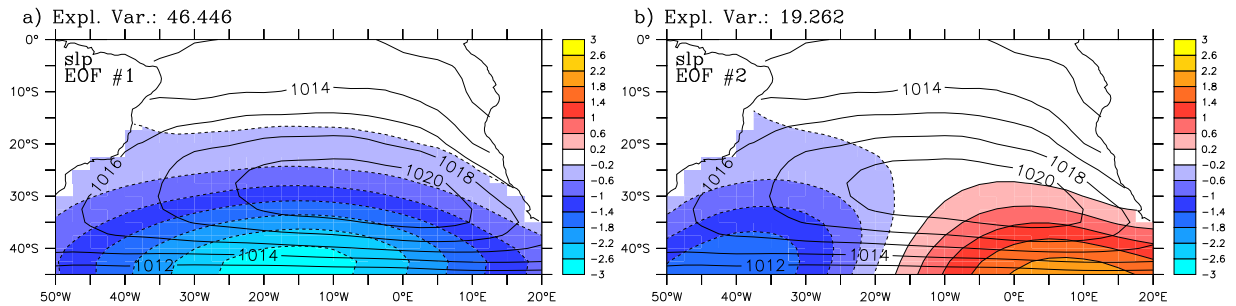 a) Expl. Var.: 46.446
slp
EOF #1
0°
10°S
20°S
30°S
40°S
50°W
40°W
30°W
20°W
10°W
0°E
10°E
20°E
1014
1016
1018
1020
1012
1014
3
2.6
2.2
1.8
1.4
1
0.6
0.2
−0.2
−0.6
−1
−1.4
−1.8
−2.2
−2.6
−3
b) Expl. Var.: 19.262
slp
EOF #2
0°
10°S
20°S
30°S
40°S
50°W
40°W
30°W
20°W
10°W
0°E
10°E
20°E
1014
1016
1018
1020
1012
1014
3
2.6
2.2
1.8
1.4
1
0.6
0.2
−0.2
−0.6
−1
−1.4
−1.8
−2.2
−2.6
−3